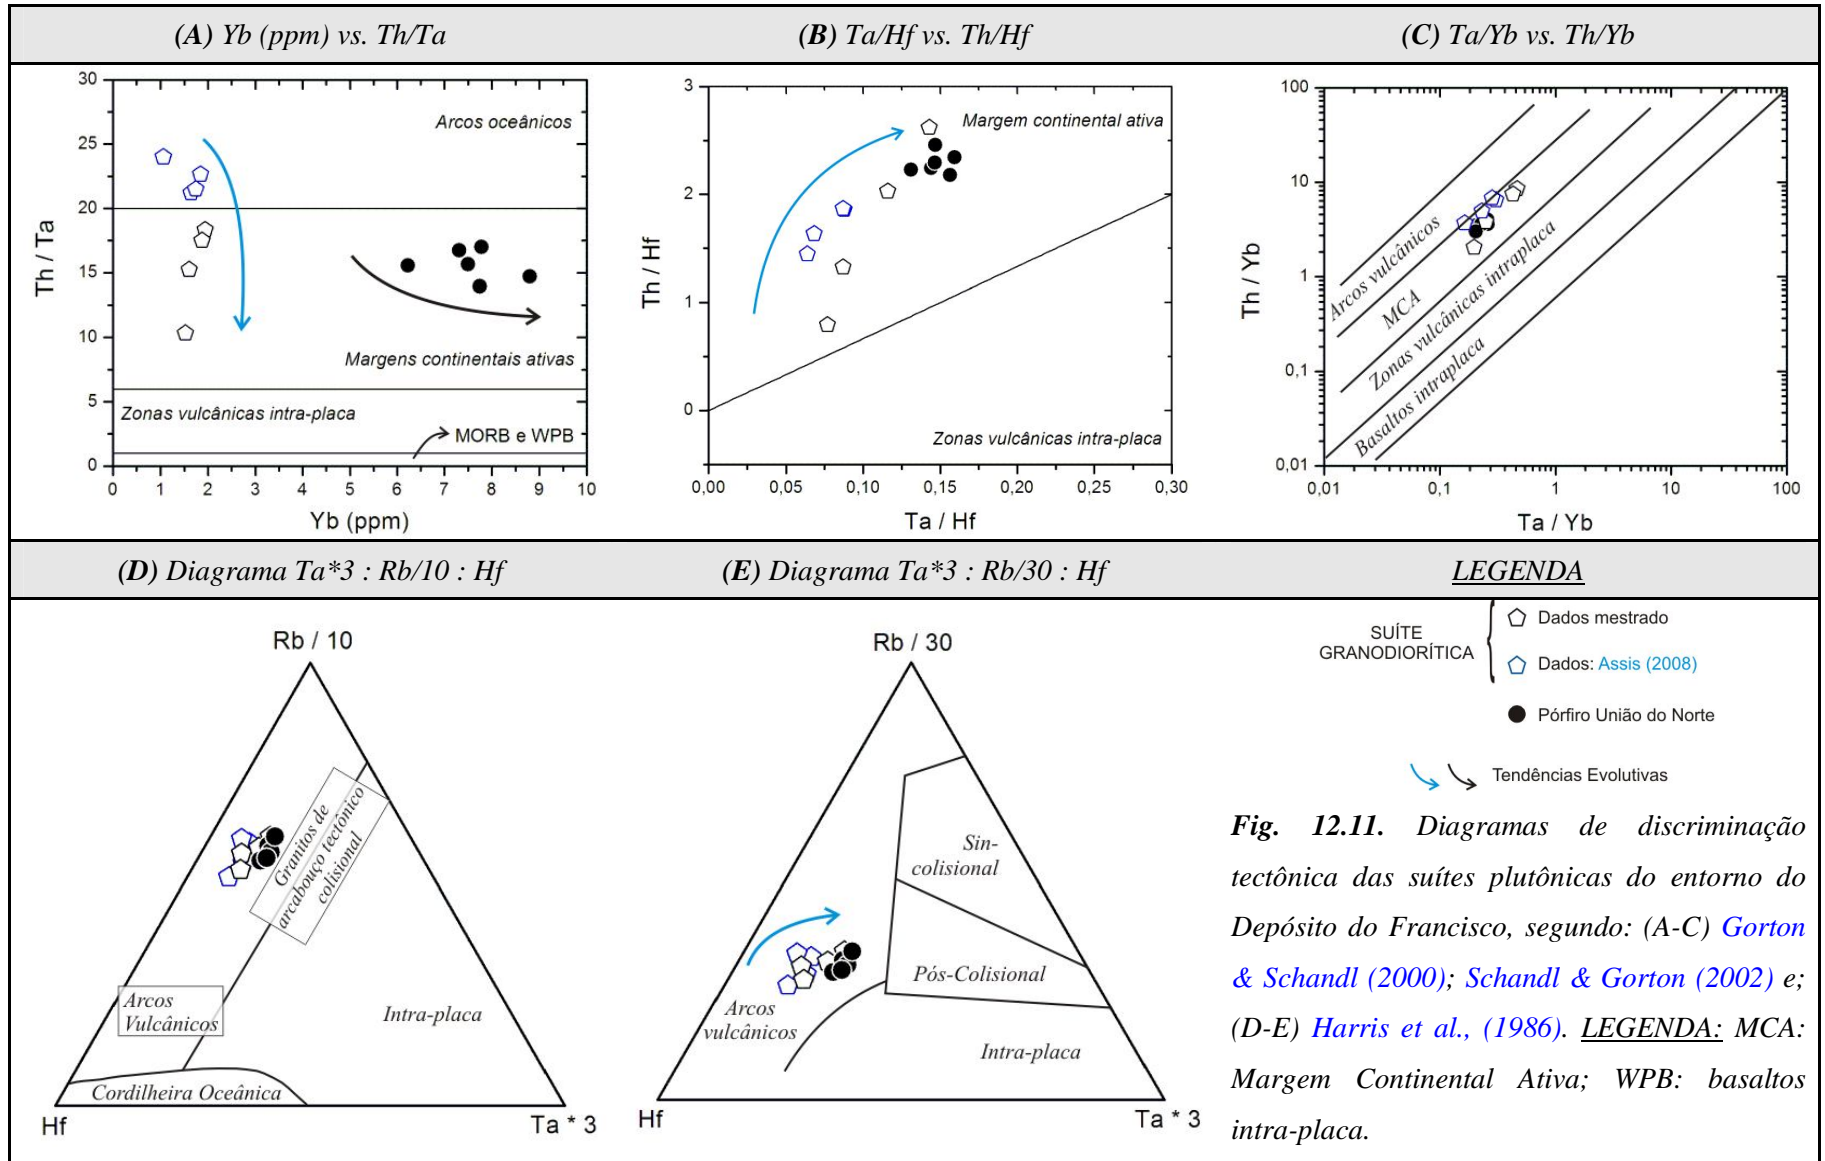 (A) Yb (ppm) vs. Th/Ta
(B) Ta/Hf vs. Th/Hf
(C) Ta/Yb vs. Th/Yb
30
25
20
15
10
5
0
Th / Ta
Arcos oceânicos
Margens continentais ativas
Zonas vulcânicas intra-placa
MORB e WPB
0 1 2 3 4 5 6 7 8 9 10
Yb (ppm)
3
2
1
0
Th / Hf
Margem continental ativa
Zonas vulcânicas intra-placa
0,00 0,05 0,10 0,15 0,20 0,25 0,30
Ta / Hf
100
10
1
0,1
0,01
Th / Yb
Arcos vulcânicos
MCA
Zonas vulcânicas intraplaca
Basaltos intraplaca
0,01 0,1 1 10 100
Ta / Yb
(D) Diagrama Ta*3 : Rb/10 : Hf
(E) Diagrama Ta*3 : Rb/30 : Hf
LEGENDA
Rb / 10
Granitos de
arcabouço tectônico
colisional
Arcos
Vulcânicos
Intra-placa
Cordilheira Oceânica
Hf
Ta * 3
Rb / 30
Sin-
colisional
Pós-Colisional
Arcos
vulcânicos
Intra-placa
Hf
Ta * 3
SUÍTE
GRANODIORÍTICA
Dados mestrado
Dados: Assis (2008)
Pórfiro União do Norte
Tendências Evolutivas
Fig. 12.11. Diagramas de discriminação
tectônica das suítes plutônicas do entorno do
Depósito do Francisco, segundo: (A-C) Gorton
& Schandl (2000); Schandl & Gorton (2002) e;
(D-E) Harris et al., (1986). LEGENDA: MCA:
Margem Continental Ativa; WPB: basaltos
intra-placa.